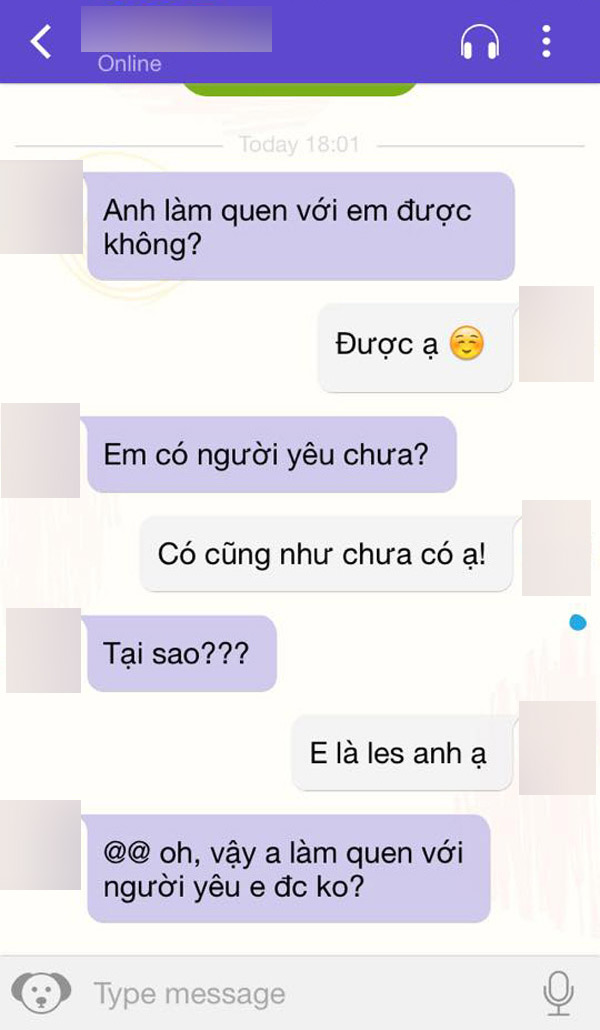 Online
Today 18:01
Anh làm quen với em được
không?
Được ạ ☺️
Em có người yêu chưa?
Có cũng như chưa có ạ!
Tại sao???
E là les anh ạ
@@ oh, vậy a làm quen với
người yêu e đc ko?
Type message